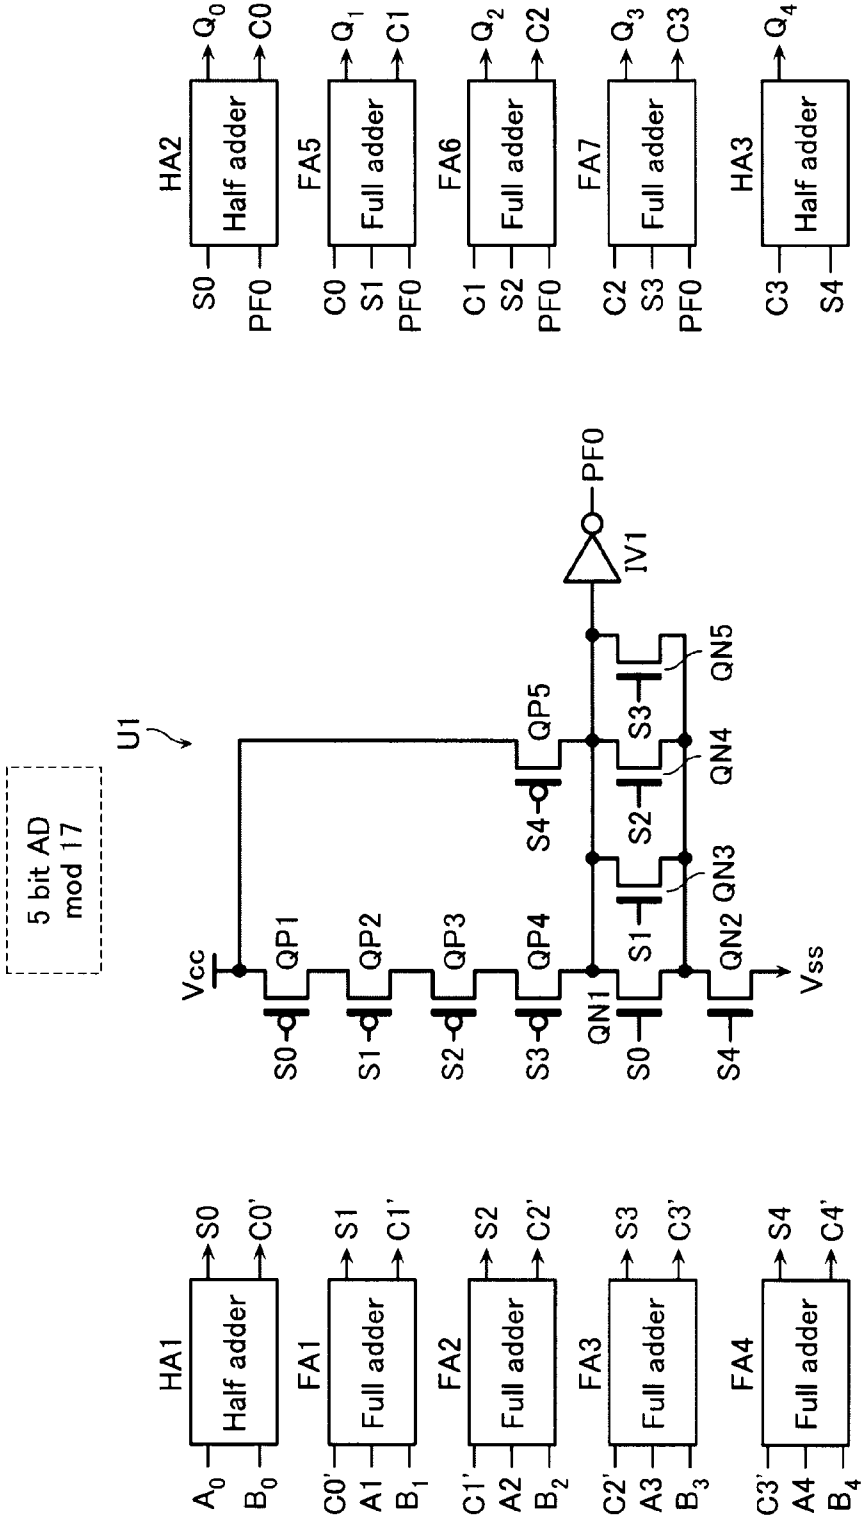 5 bit AD
mod 17
U1
HA1
A₀
B₀
Half adder
S0
C0'
FA1
C0'
A1
B₁
Full adder
S1
C1'
FA2
C1'
A2
B₂
Full adder
S2
C2'
FA3
C2'
A3
B₃
Full adder
S3
C3'
FA4
C3'
A4
B₄
Full adder
S4
C4'
Vcc
S0
QP1
S1
QP2
S2
QP3
S3
QP4
S4
QP5
QN1
S0
S1
QN3
S2
QN4
S3
QN5
S4
QN2
Vss
IV1
PF0
HA2
S0
PF0
Half adder
Q₀
C0
FA5
C0
S1
PF0
Full adder
Q₁
C1
FA6
C1
S2
PF0
Full adder
Q₂
C2
FA7
C2
S3
PF0
Full adder
Q₃
C3
HA3
C3
S4
Half adder
Q₄